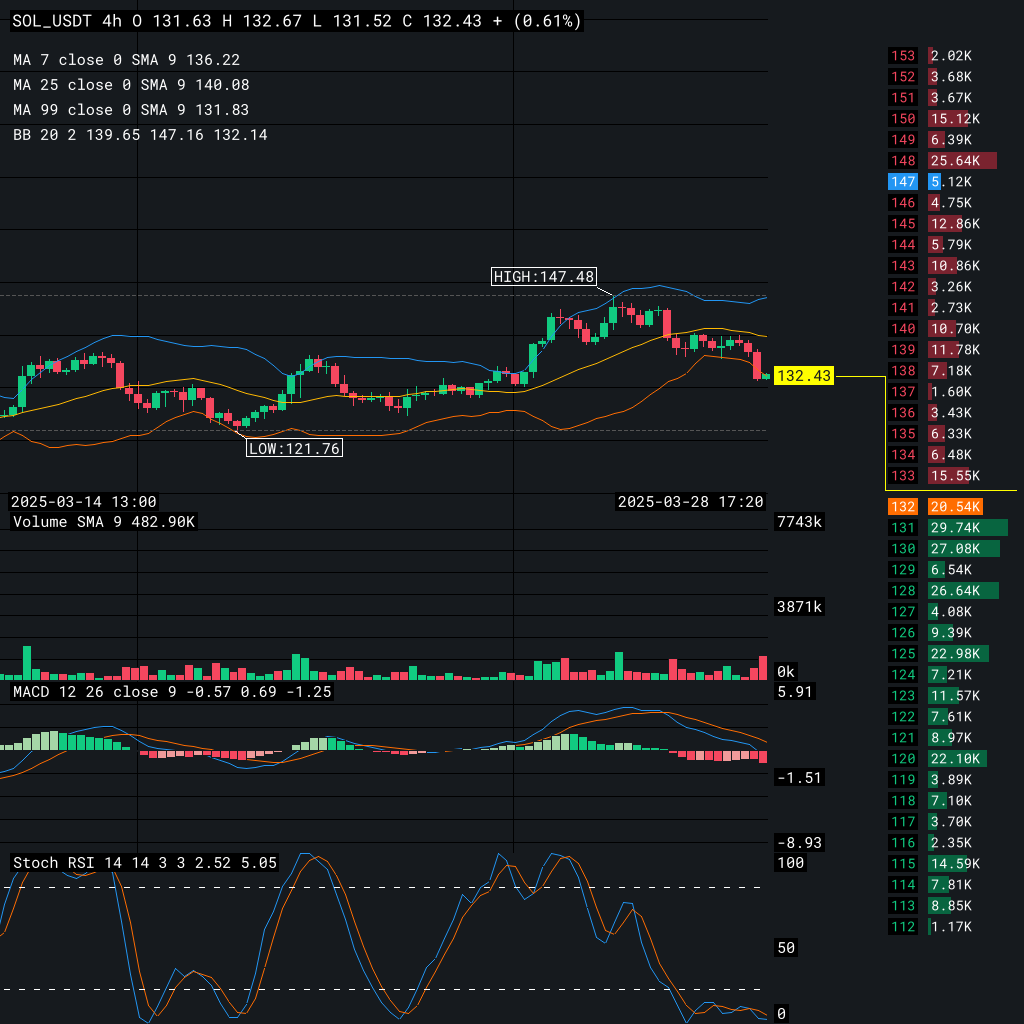 SOL_USDT 4h O 131.63 H 132.67 L 131.52 C 132.43 + (0.61%)
MA 7 close 0 SMA 9 136.22
MA 25 close 0 SMA 9 140.08
MA 99 close 0 SMA 9 131.83
BB 20 2 139.65 147.16 132.14
HIGH:147.48
132.43
LOW:121.76
2025-03-14 13:00
2025-03-28 17:20
Volume SMA 9 482.90K
7743k
3871k
0k
MACD 12 26 close 9 -0.57 0.69 -1.25
5.91
-1.51
-8.93
Stoch RSI 14 14 3 3 2.52 5.05
100
50
0
153 2.02K
152 3.68K
151 3.67K
150 15.12K
149 6.39K
148 25.64K
147 5.12K
146 4.75K
145 12.86K
144 5.79K
143 10.86K
142 3.26K
141 2.73K
140 10.70K
139 11.78K
138 7.18K
137 1.60K
136 3.43K
135 6.33K
134 6.48K
133 15.55K
132 20.54K
131 29.74K
130 27.08K
129 6.54K
128 26.64K
127 4.08K
126 9.39K
125 22.98K
124 7.21K
123 11.57K
122 7.61K
121 8.97K
120 22.10K
119 3.89K
118 7.10K
117 3.70K
116 2.35K
115 14.59K
114 7.81K
113 8.85K
112 1.17K